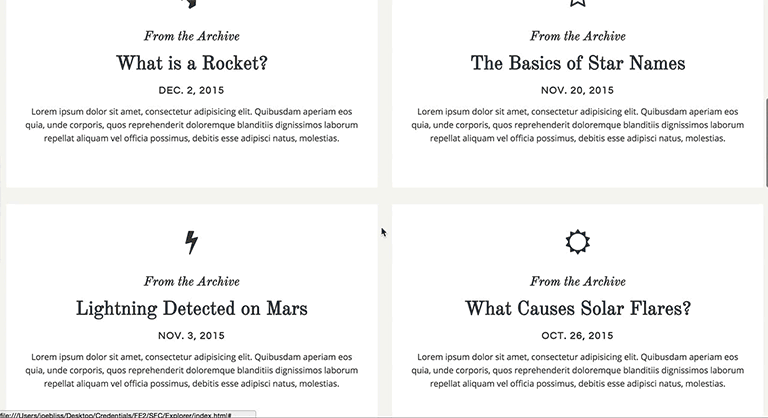 From the Archive
What is a Rocket?
DEC. 2, 2015
Lorem ipsum dolor sit amet, consectetur adipisicing elit. Quibusdam aperiam eos
quia, unde corporis, quos reprehenderit doloremque blanditiis dignissimos laborum
repellat aliquam vel officia possimus, debitis esse adipisci natus, molestias.
From the Archive
The Basics of Star Names
NOV. 20, 2015
Lorem ipsum dolor sit amet, consectetur adipisicing elit. Quibusdam aperiam eos
quia, unde corporis, quos reprehenderit doloremque blanditiis dignissimos laborum
repellat aliquam vel officia possimus, debitis esse adipisci natus, molestias.
From the Archive
Lightning Detected on Mars
NOV. 3, 2015
Lorem ipsum dolor sit amet, consectetur adipisicing elit. Quibusdam aperiam eos
quia, unde corporis, quos reprehenderit doloremque blanditiis dignissimos laborum
repellat aliquam vel officia possimus, debitis esse adipisci natus, molestias.
From the Archive
What Causes Solar Flares?
OCT. 26, 2015
Lorem ipsum dolor sit amet, consectetur adipisicing elit. Quibusdam aperiam eos
quia, unde corporis, quos reprehenderit doloremque blanditiis dignissimos laborum
repellat aliquam vel officia possimus, debitis esse adipisci natus, molestias.
file:///Users/joebliss/Desktop/Credentials/FE2/SFC/Explorer/index.html#